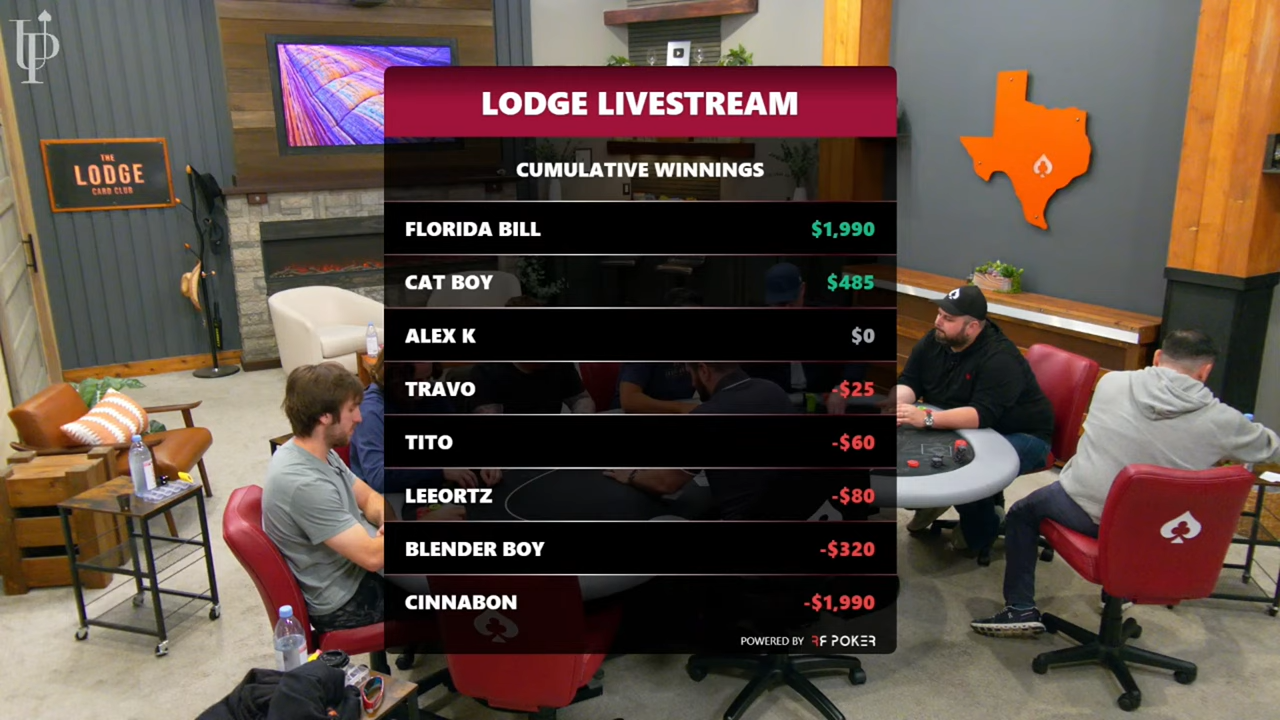 UP
THE
LODGE
CARD CLUB
LODGE LIVESTREAM
CUMULATIVE WINNINGS
FLORIDA BILL $1,990
CAT BOY $485
ALEX K $0
TRAVO -$25
TITO -$60
LEEORTZ -$80
BLENDER BOY -$320
CINNABON -$1,990
POWERED BY RF POKER